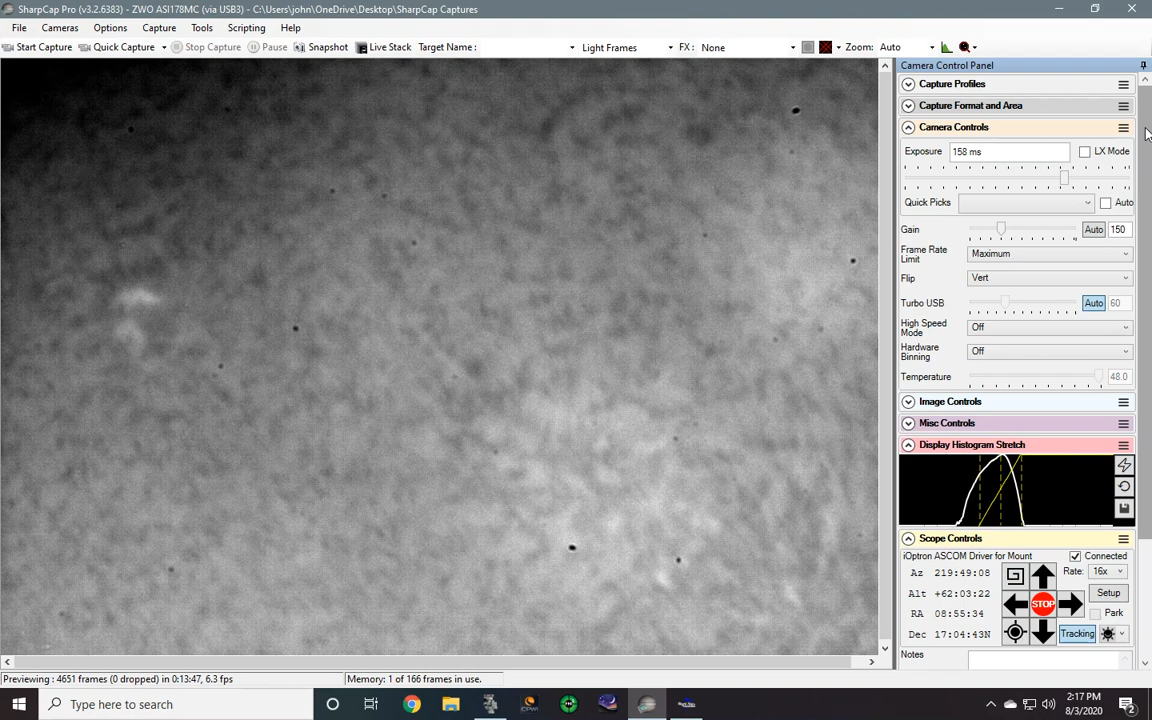 SharpCap Pro (v3.2.6383) - ZWO ASI178MC (via USB3) - C:\Users\john\OneDrive\Desktop\SharpCap Captures
File Cameras Options Capture Tools Scripting Help
Start Capture Quick Capture Stop Capture Pause Snapshot Live Stack Target Name: Light Frames FX: None Zoom: Auto
Camera Control Panel
Capture Profiles
Capture Format and Area
Camera Controls
Exposure 158 ms LX Mode
Quick Picks Auto
Gain Auto 150
Frame Rate Limit Maximum
Flip Vert
Turbo USB Auto 60
High Speed Mode Off
Hardware Binning Off
Temperature 48.0
Image Controls
Misc Controls
Display Histogram Stretch
Scope Controls
iOptron ASCOM Driver for Mount Connected
Az 219:49:08 Rate: 16x
Alt +62:03:22 Setup
RA 08:55:34 STOP Park
Dec 17:04:43N Tracking
Notes
Previewing : 4651 frames (0 dropped) in 0:13:47, 6.3 fps Memory: 1 of 166 frames in use.
Type here to search
2:17 PM
8/3/2020
2